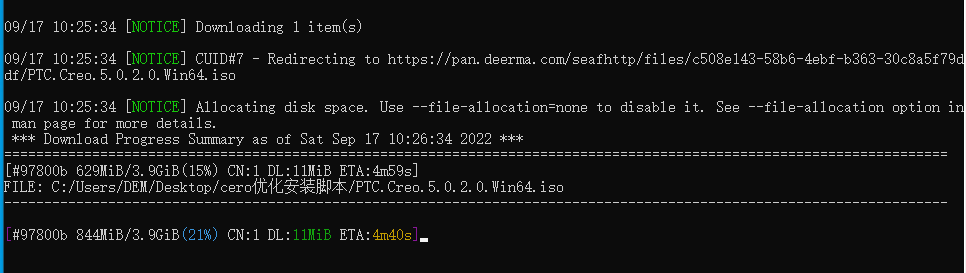 09/17 10:25:34 [NOTICE] Downloading 1 item(s)
09/17 10:25:34 [NOTICE] CUID#7 - Redirecting to https://pan.deerma.com/seafhttp/files/c508e143-58b6-4ebf-b363-30c8a5f79d
df/PTC.Creo.5.0.2.0.Win64.iso
09/17 10:25:34 [NOTICE] Allocating disk space. Use --file-allocation=none to disable it. See --file-allocation option in
man page for more details.
*** Download Progress Summary as of Sat Sep 17 10:26:34 2022 ***
=======================================================================================================================
[#97800b 629MiB/3.9GiB(15%) CN:1 DL:11MiB ETA:4m59s]
FILE: C:/Users/DEM/Desktop/cero优化安装脚本/PTC.Creo.5.0.2.0.Win64.iso
-----------------------------------------------------------------------------------------------------------------------
[#97800b 844MiB/3.9GiB(21%) CN:1 DL:11MiB ETA:4m40s]